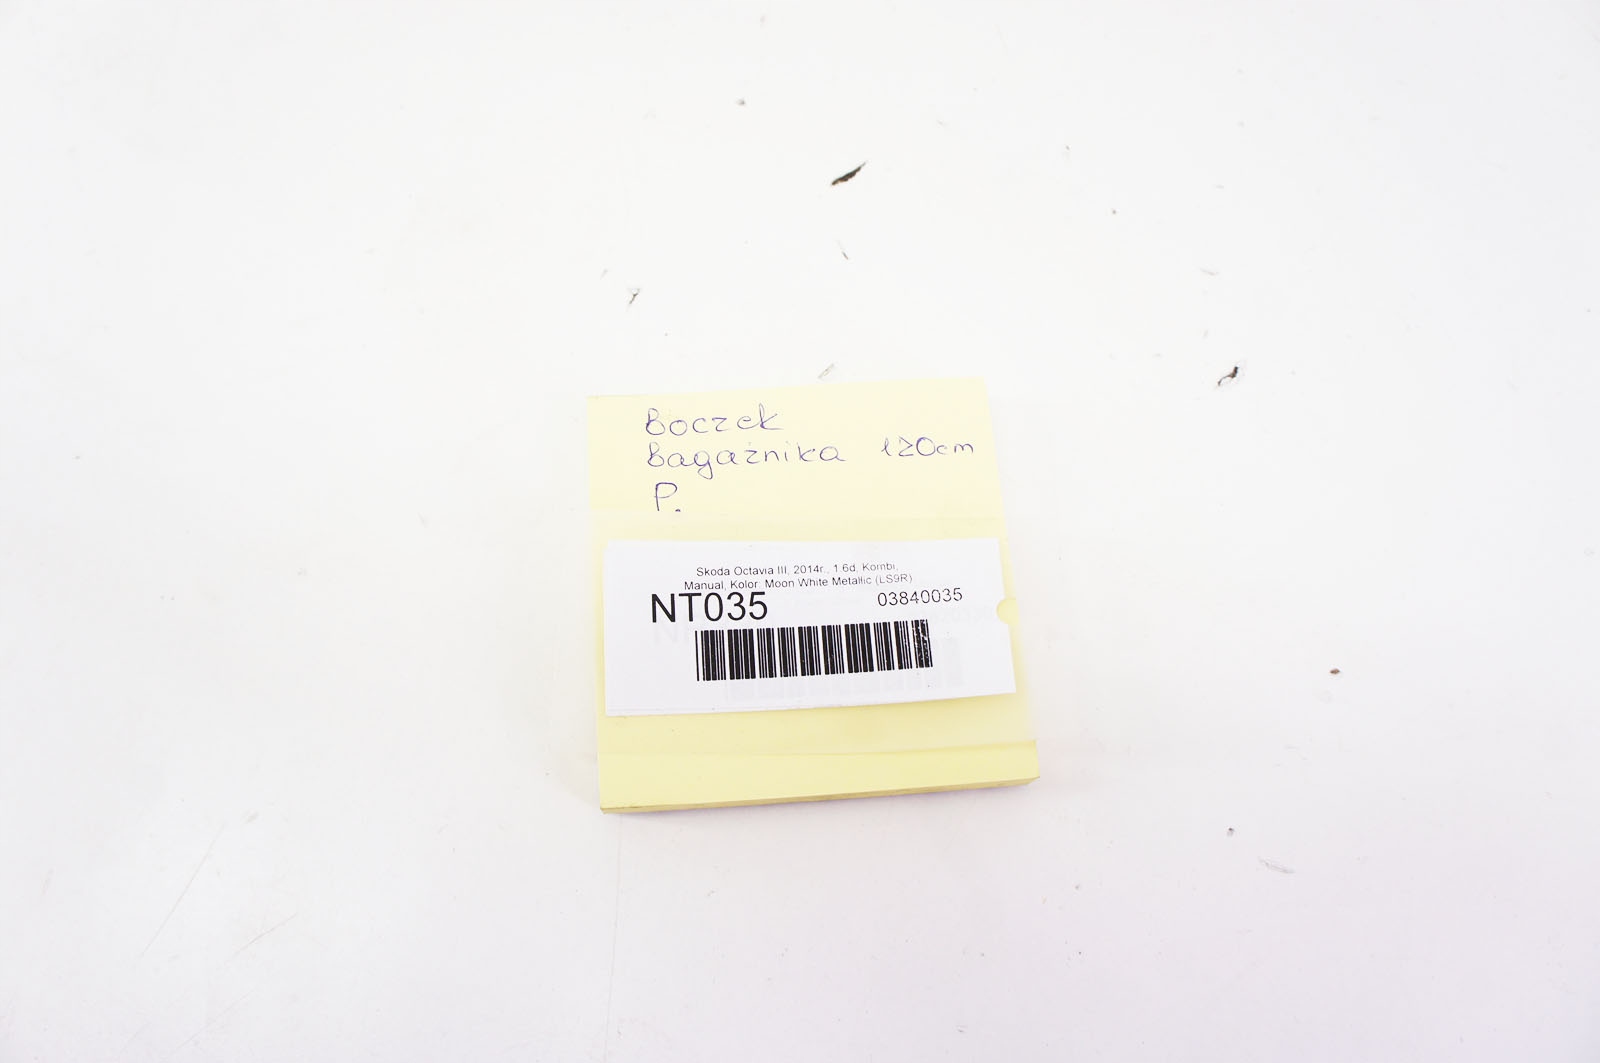 Boczek
Bagażnika 120cm
P.
Skoda Octavia III, 2014r., 1.6d, Kombi,
Manual, Kolor: Moon White Metallic (LS9R)
NT035 03840035